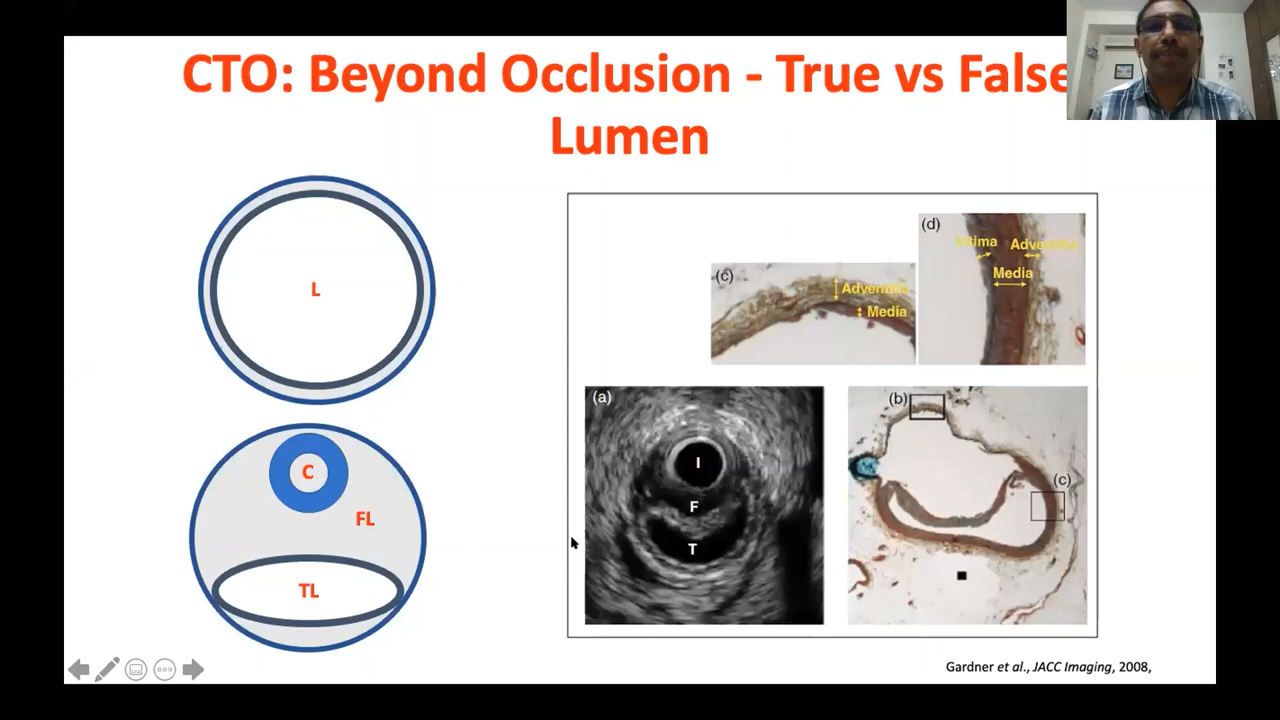 CTO: Beyond Occlusion - True vs False
Lumen
L
C
FL
TL
(c)
Adventitia
Media
(d)
Intima
Adventitia
Media
(a)
I
F
T
(b)
(c)
Gardner et al., JACC Imaging, 2008,